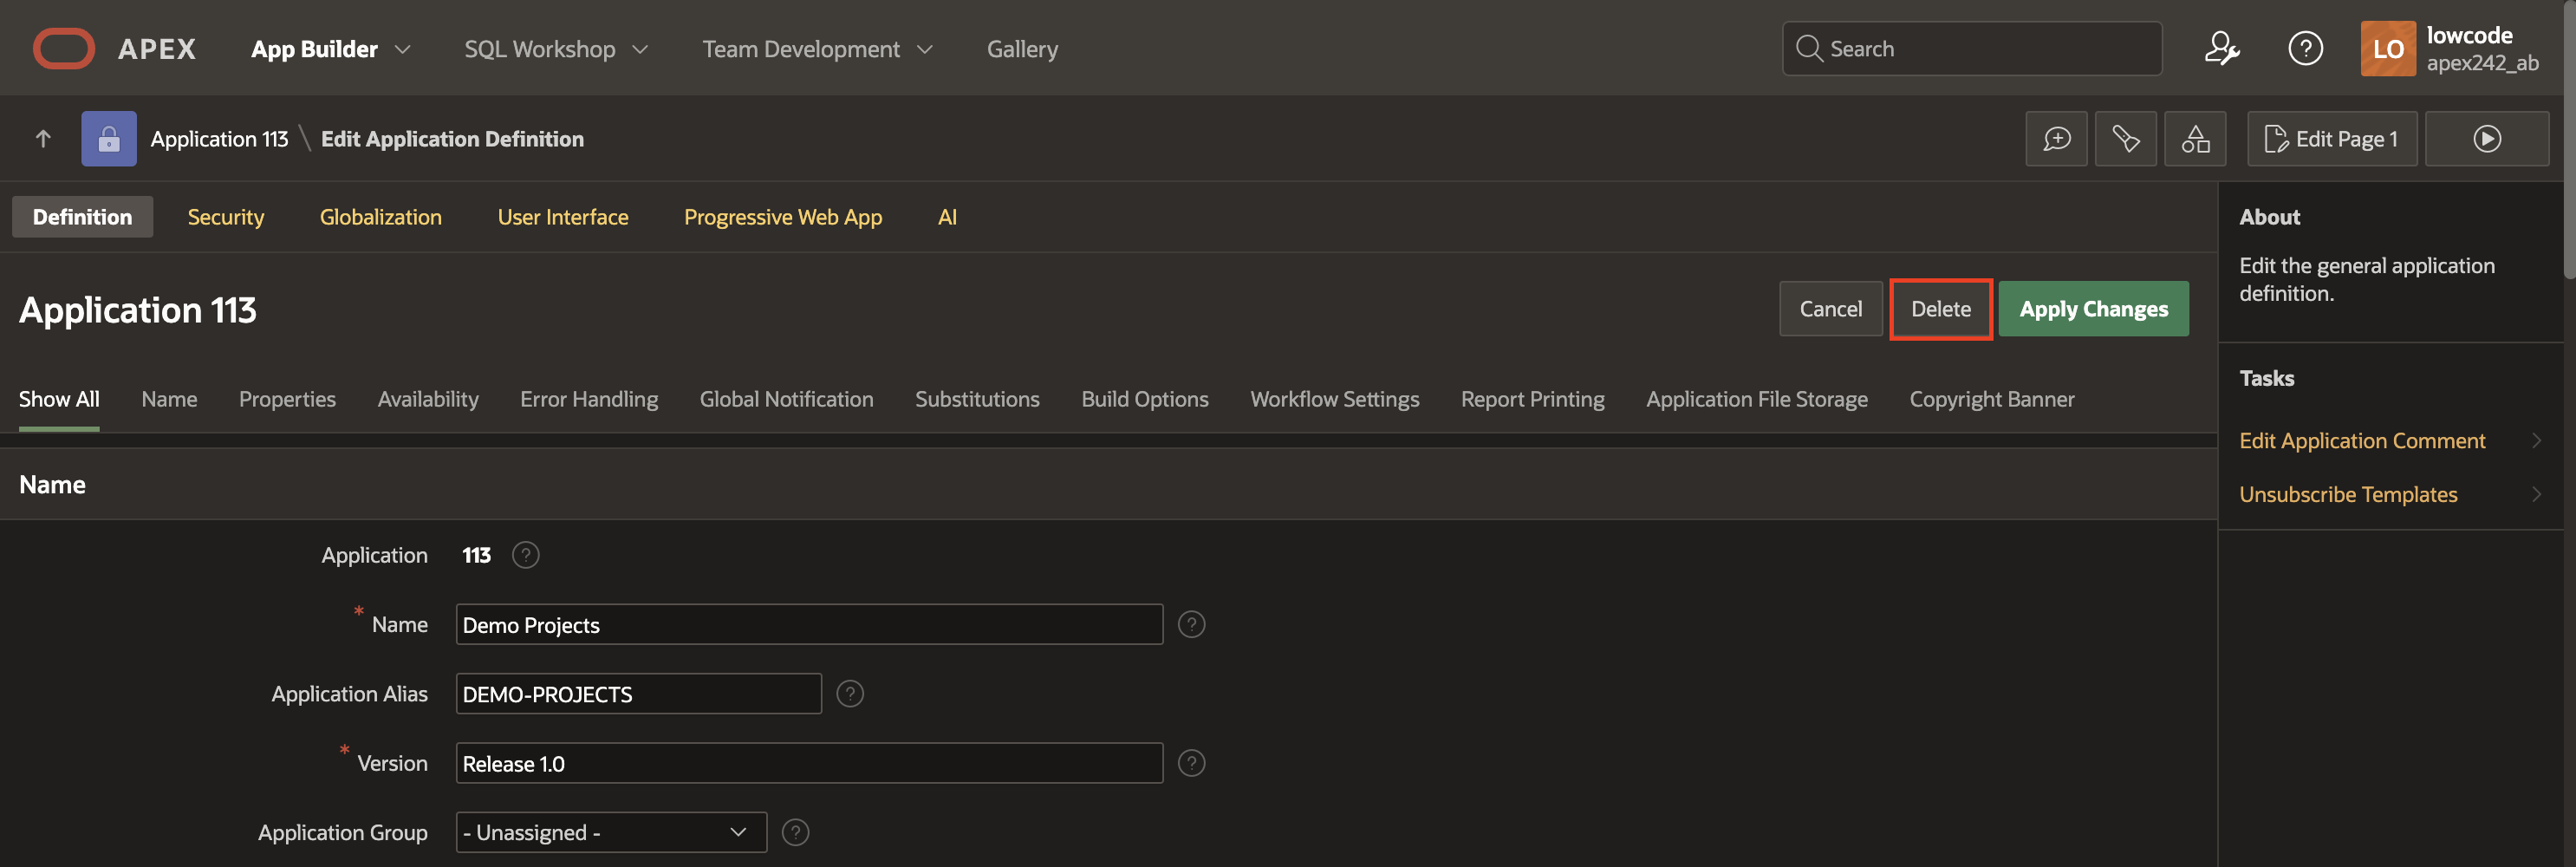 APEX App Builder SQL Workshop Team Development Gallery Search LO lowcode
apex242_ab
Application 113 \ Edit Application Definition Edit Page 1
Definition Security Globalization User Interface Progressive Web App AI
About
Edit the general application
definition.
Application 113 Cancel Delete Apply Changes
Tasks
Show All Name Properties Availability Error Handling Global Notification Substitutions Build Options Workflow Settings Report Printing Application File Storage Copyright Banner
Edit Application Comment
Unsubscribe Templates
Name
Application 113 ?
* Name Demo Projects ?
Application Alias DEMO-PROJECTS ?
* Version Release 1.0 ?
Application Group - Unassigned - ?